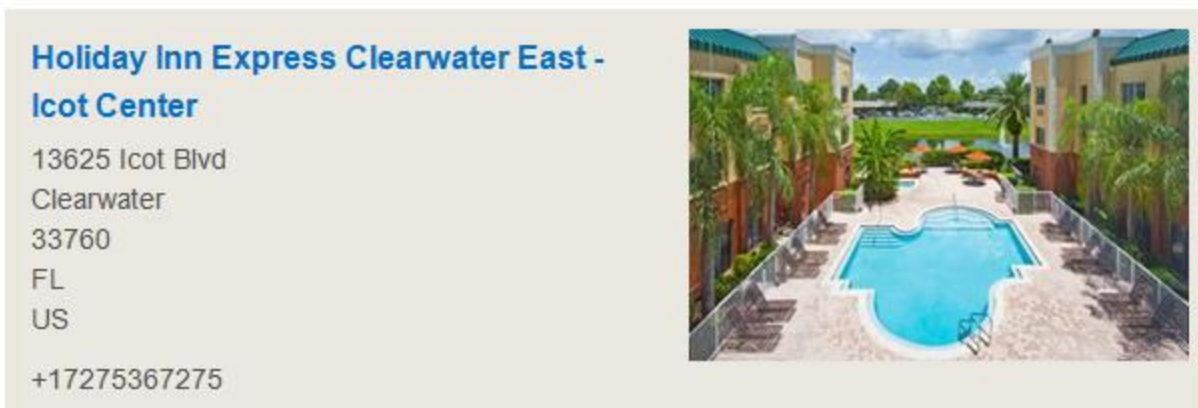 Holiday Inn Express Clearwater East -
Icot Center
13625 Icot Blvd
Clearwater
33760
FL
US
+17275367275